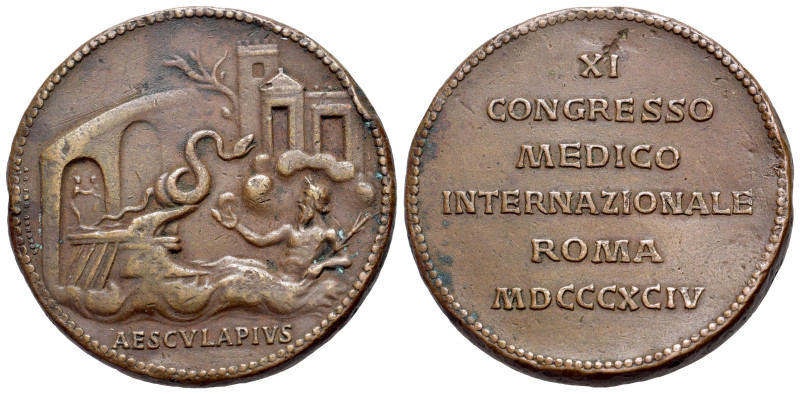 AESCVLAPIVS
XI
CONGRESSO
MEDICO
INTERNAZIONALE
ROMA
MDCCCXCIV